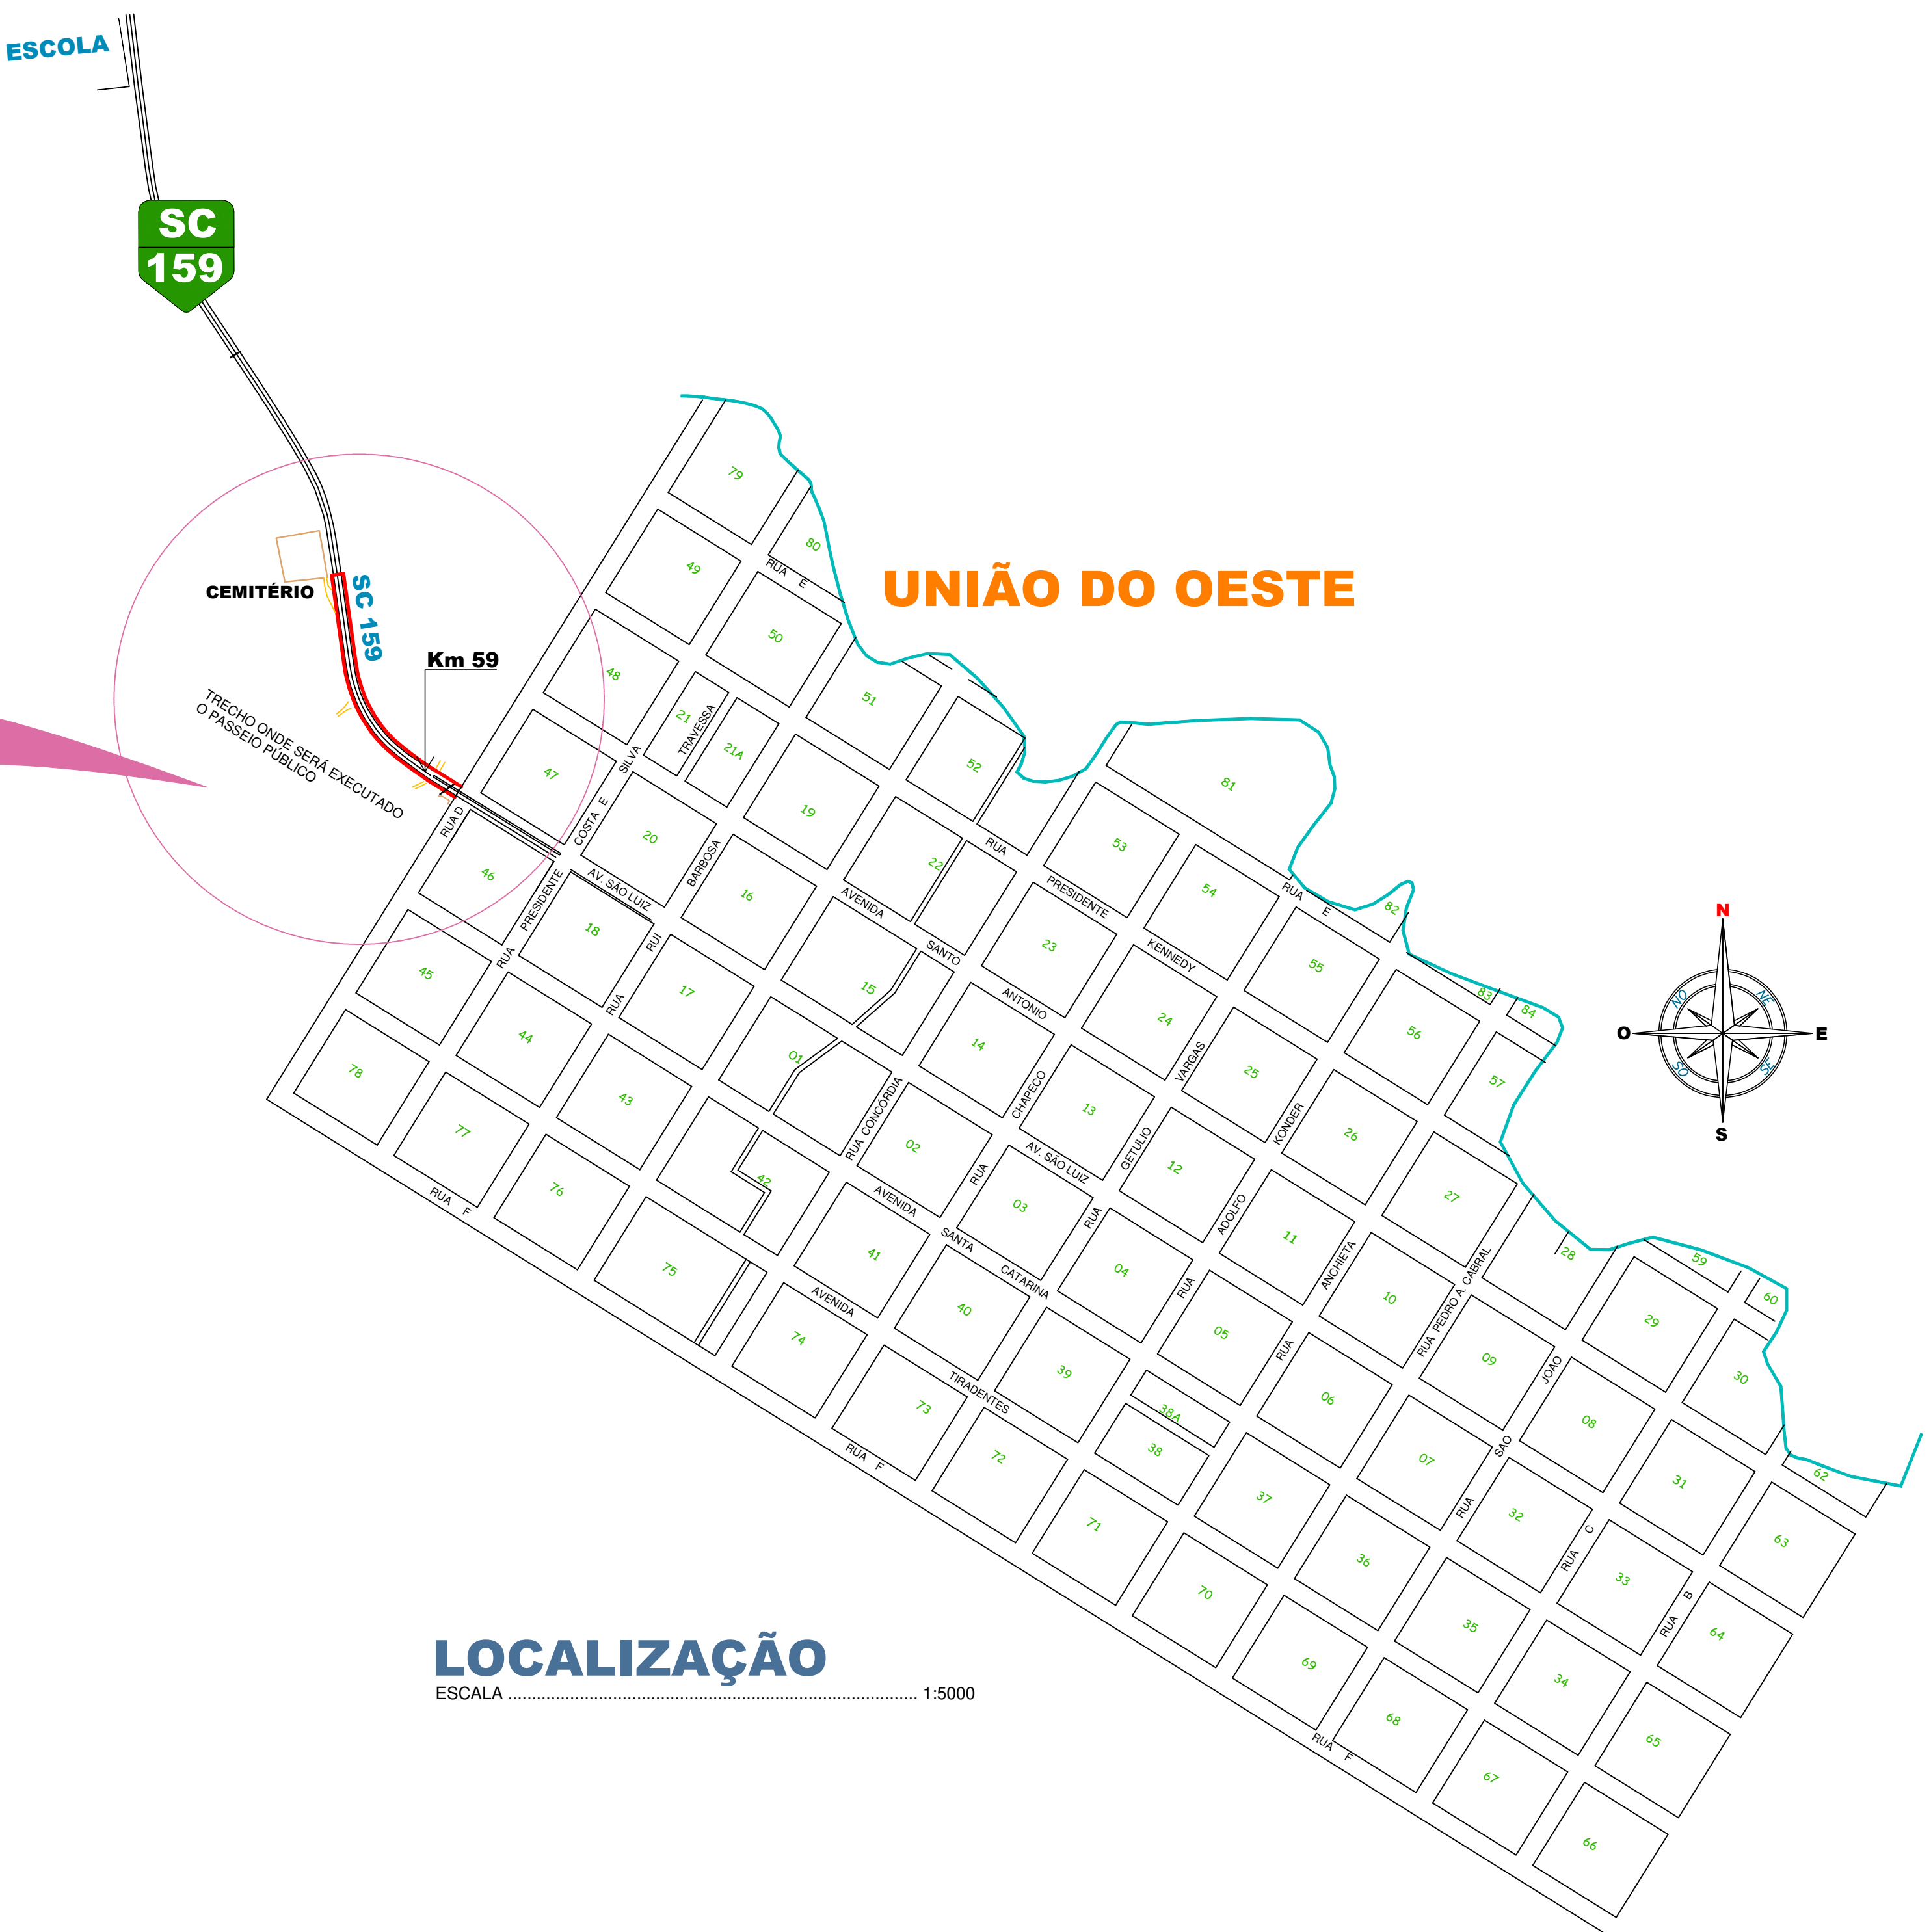 ESCOLA
SC
159
79
80
RUA E
49
50
UNIÃO DO OESTE
CEMITÉRIO
SC 159
Km 59
TRECHO ONDE SERÁ EXECUTADO
O PASSEIO PÚBLICO
48
21
TRAVESSA
21A
51
52
81
47
RUA PRESIDENTE COSTA E SILVA
20
19
53
RUA D
46
AV. SÃO LUIZ
RUA RUI BARBOSA
16
22
RUA PRESIDENTE KENNEDY
54
RUA E
82
N
18
AVENIDA SANTO ANTONIO
23
55
45
17
15
24
56
83
84
NO
NE
O
E
SO
SE
S
78
44
01
14
RUA GETULIO VARGAS
25
57
77
43
RUA CONCÓRDIA
02
RUA CHAPECO
13
RUA ADOLFO KONDER
26
76
42
AV. SÃO LUIZ
12
27
RUA F
AVENIDA SANTA CATARINA
03
11
28
59
75
41
04
RUA ANCHIETA
10
RUA PEDRO A. CABRAL
60
AVENIDA TIRADENTES
40
05
29
74
39
06
09
RUA SAO JOAO
30
73
38A
38
07
08
RUA F
72
37
32
31
62
71
36
RUA C
33
63
70
35
RUA B
64
LOCALIZAÇÃO
ESCALA ........................................ 1:5000
69
34
68
65
RUA F
67
66